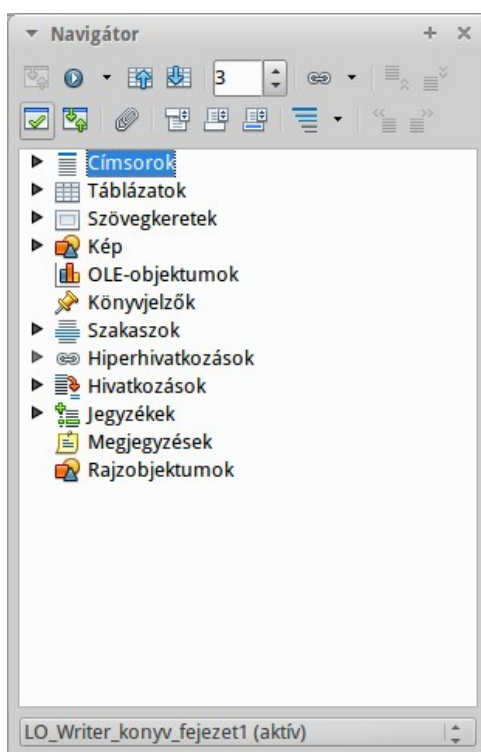 Navigátor
3
Címsorok
Táblázatok
Szövegkeretek
Kép
OLE-objektumok
Könyvjelzők
Szakaszok
Hiperhivatkozások
Hivatkozások
Jegyzékek
Megjegyzések
Rajzobjektumok
LO_Writer_konyv_fejezet1 (aktív)